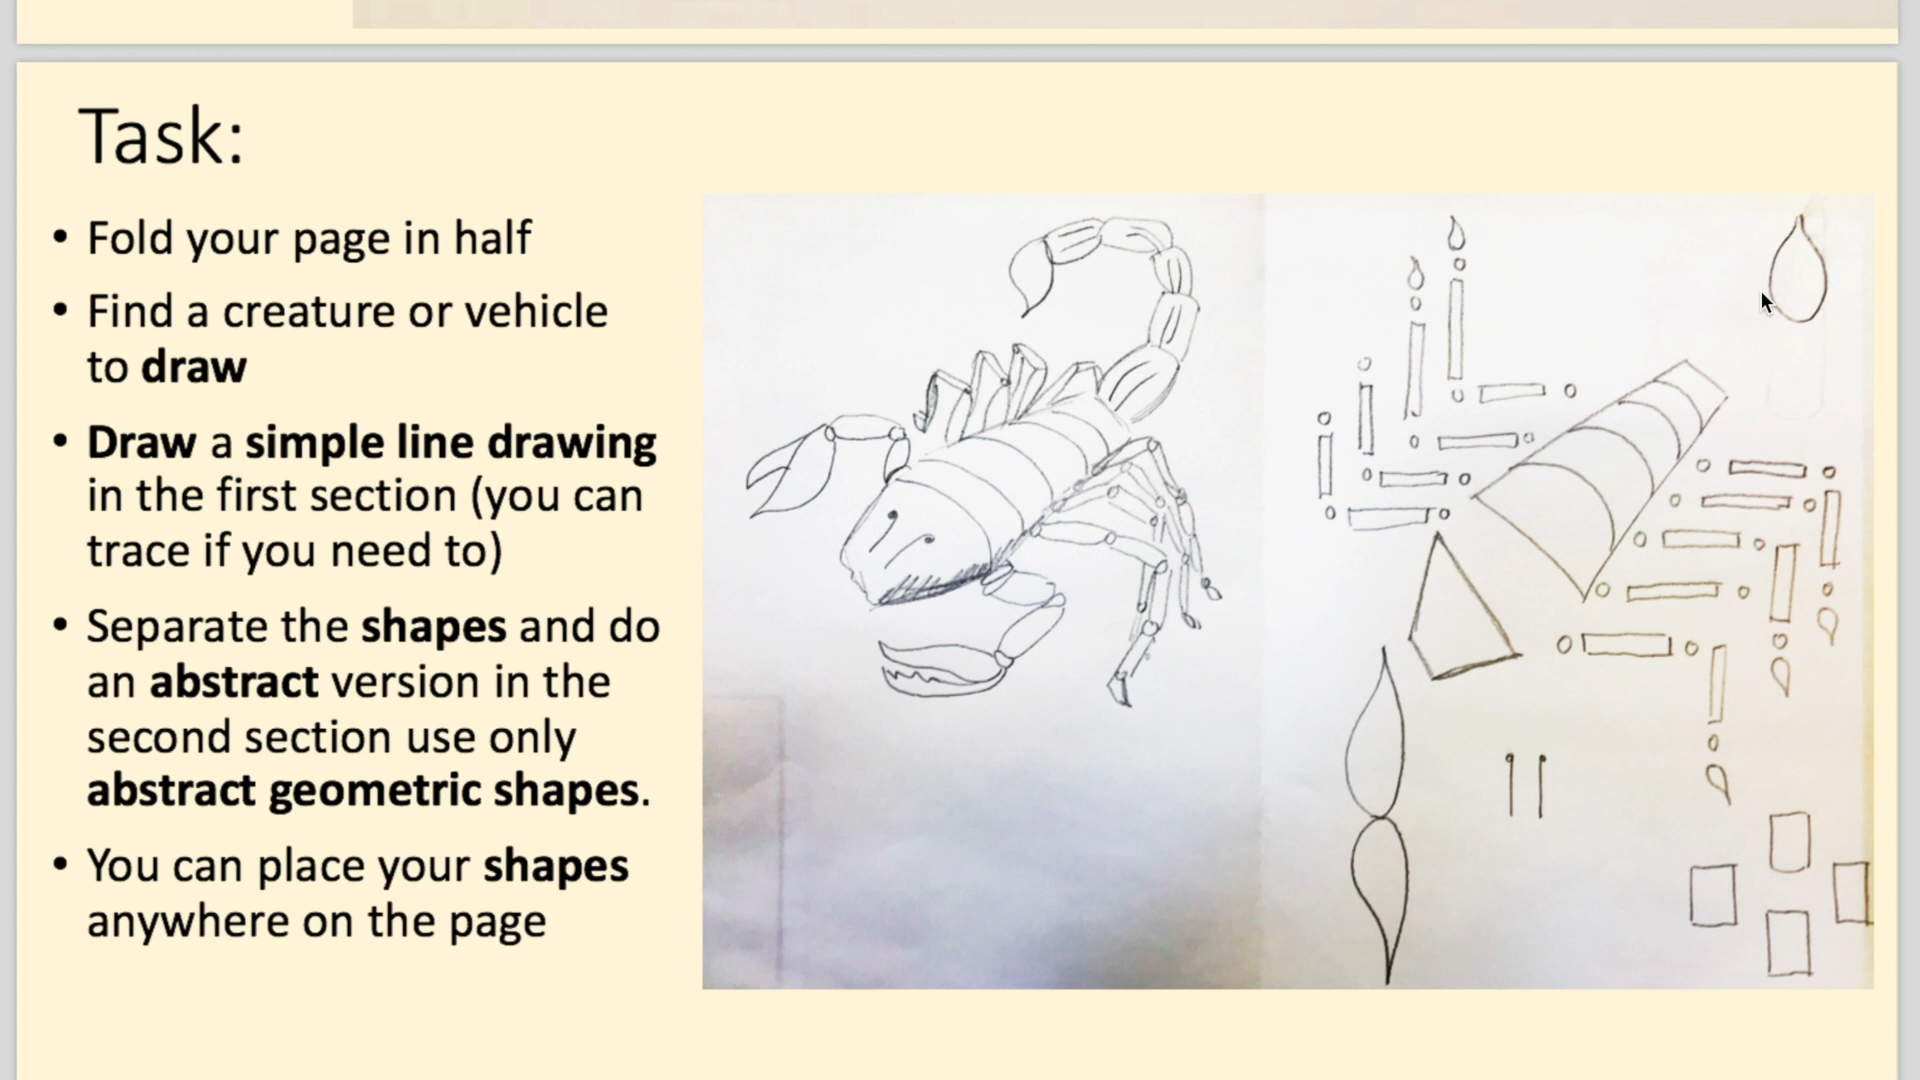 Task:
• Fold your page in half
• Find a creature or vehicle
to draw
• Draw a simple line drawing
in the first section (you can
trace if you need to)
• Separate the shapes and do
an abstract version in the
second section use only
abstract geometric shapes.
• You can place your shapes
anywhere on the page